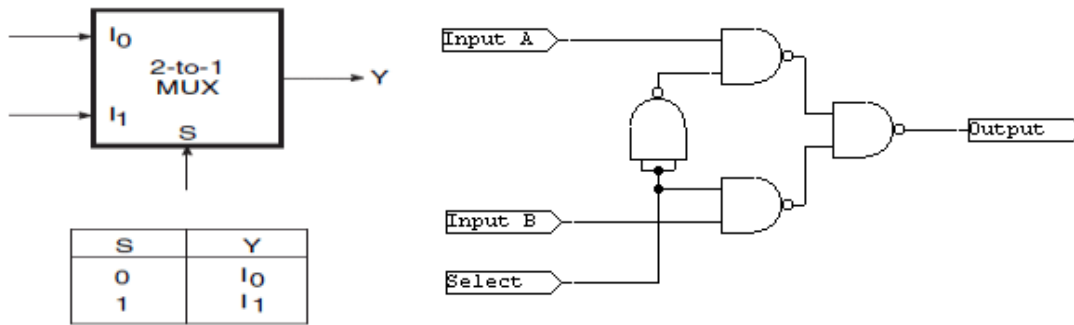 I0
2-to-1
MUX
Y
I1
S
S Y
0 I0
1 I1
Input A
Output
Input B
Select